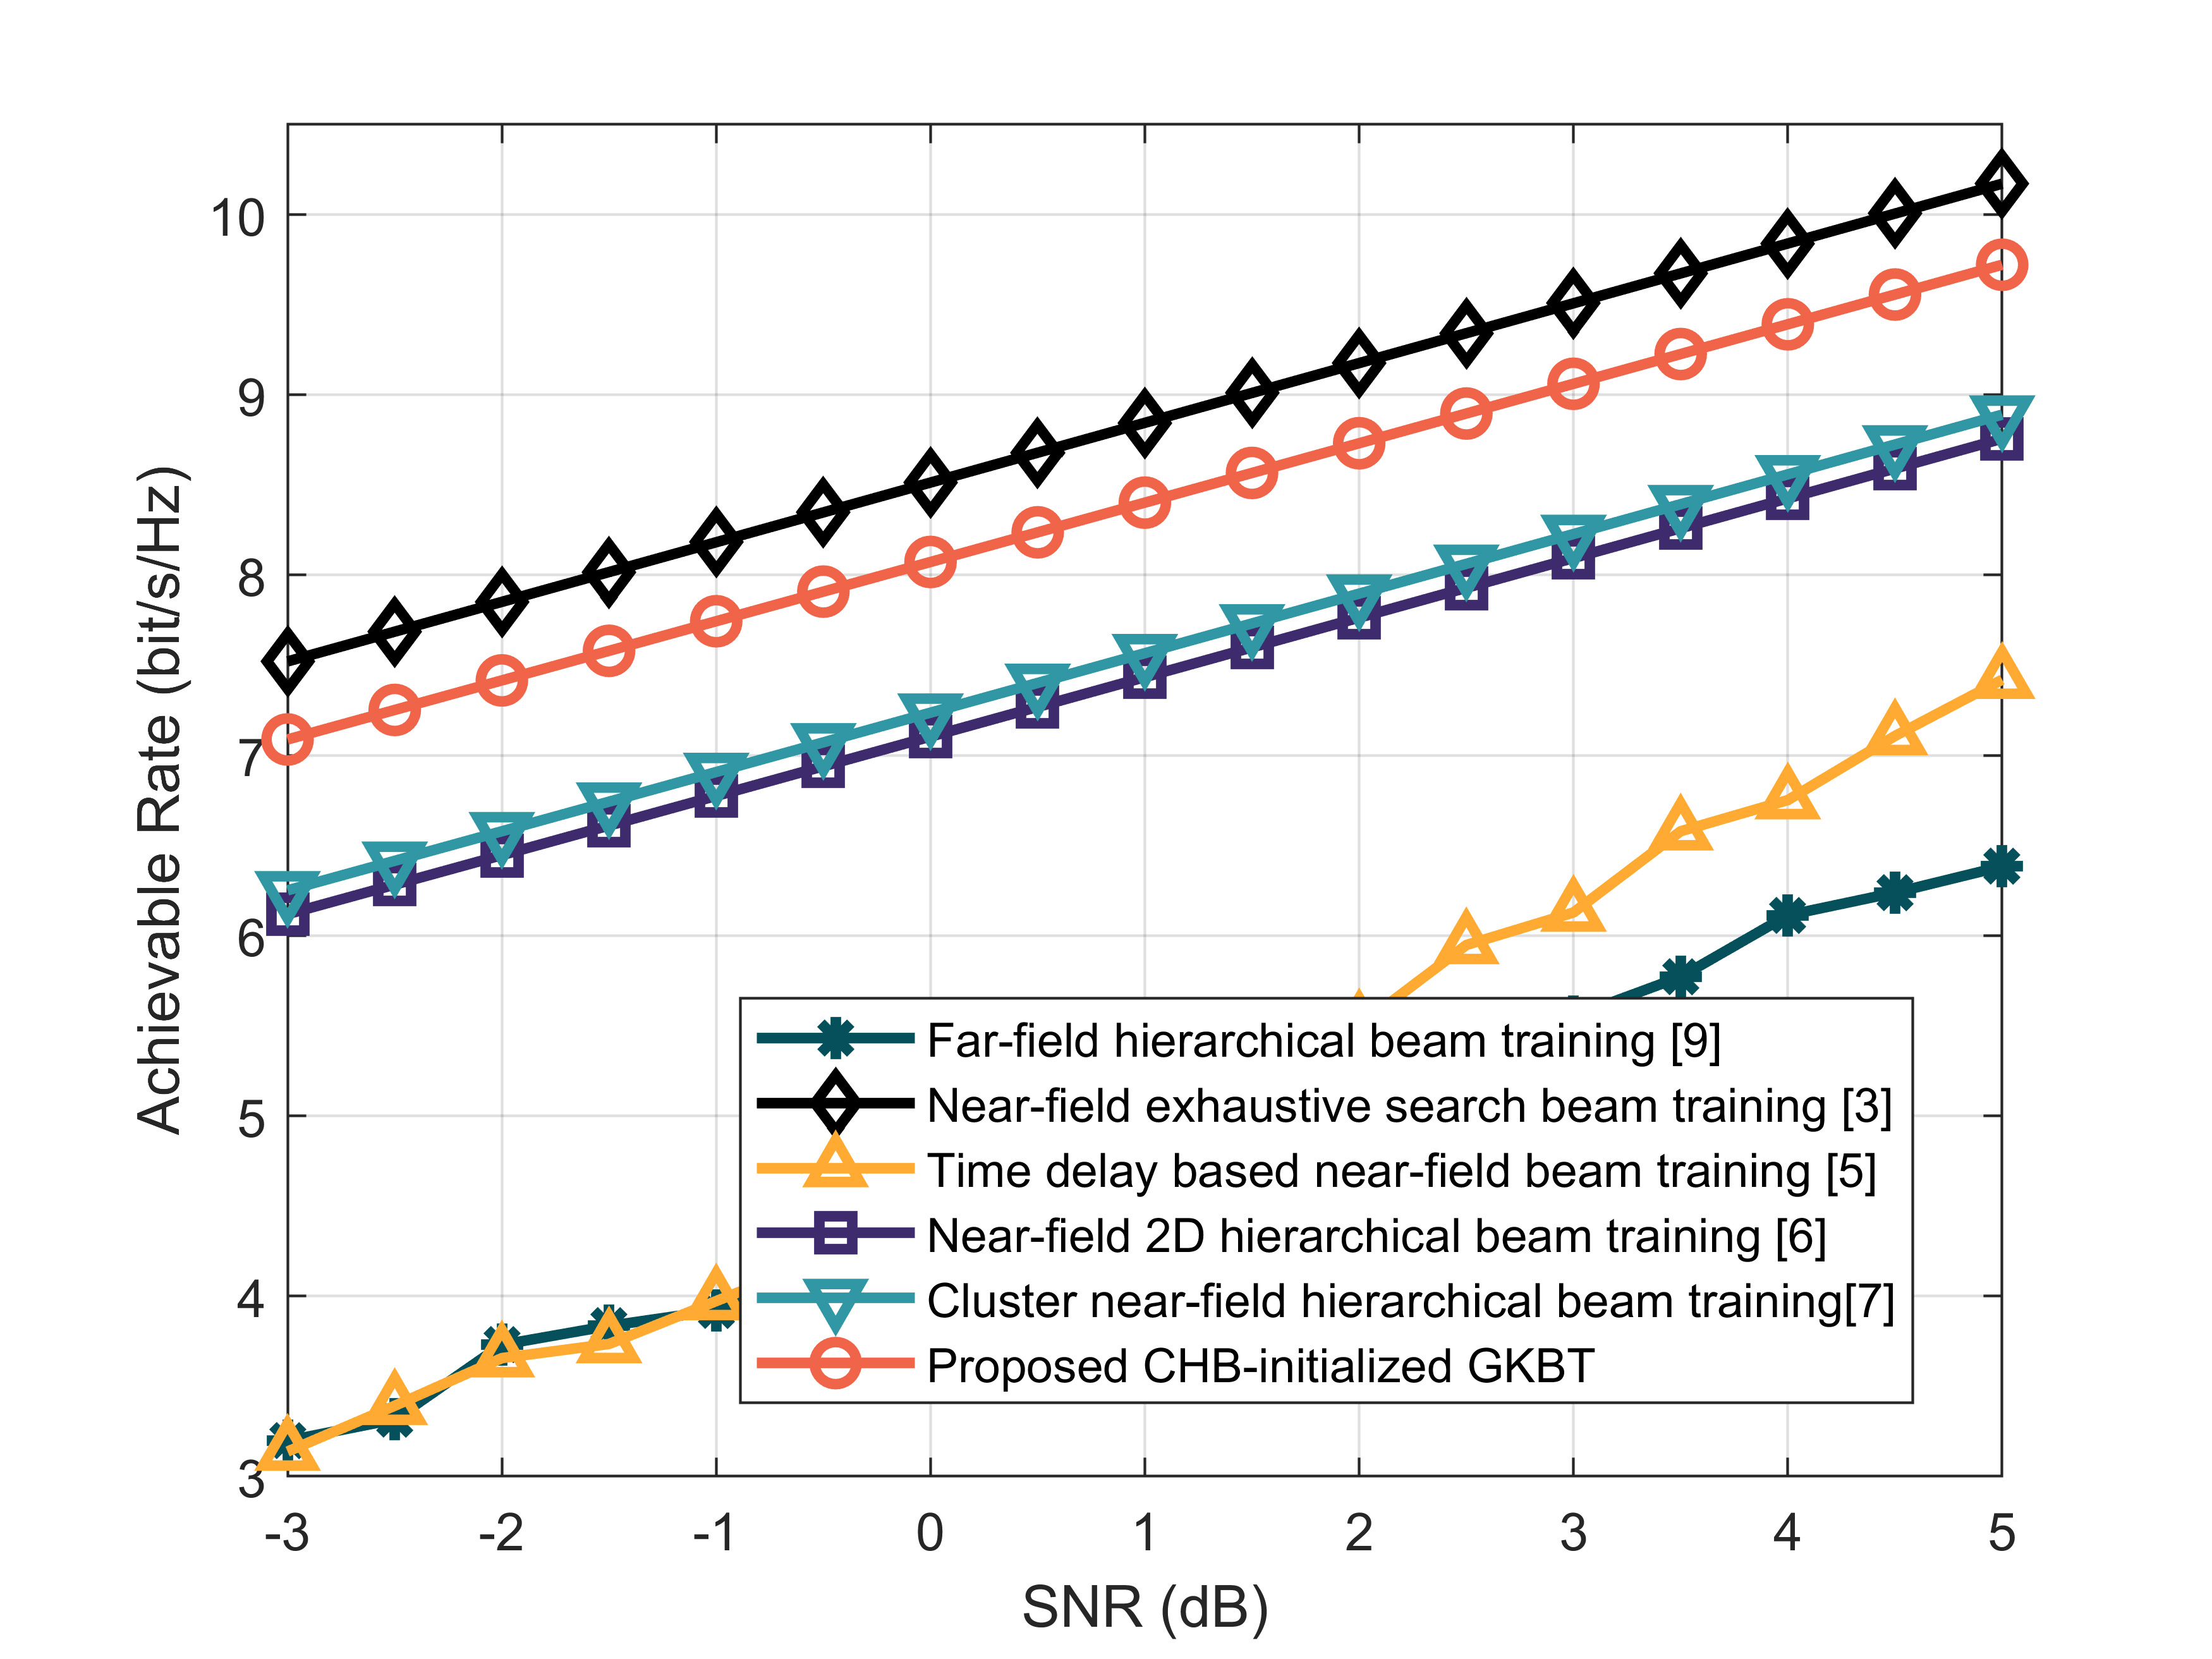 Achievable Rate (bit/s/Hz)
10
9
8
7
6
5
4
3
Far-field hierarchical beam training [9]
Near-field exhaustive search beam training [3]
Time delay based near-field beam training [5]
Near-field 2D hierarchical beam training [6]
Cluster near-field hierarchical beam training[7]
Proposed CHB-initialized GKBT
-3 -2 -1 0 1 2 3 4 5
SNR (dB)